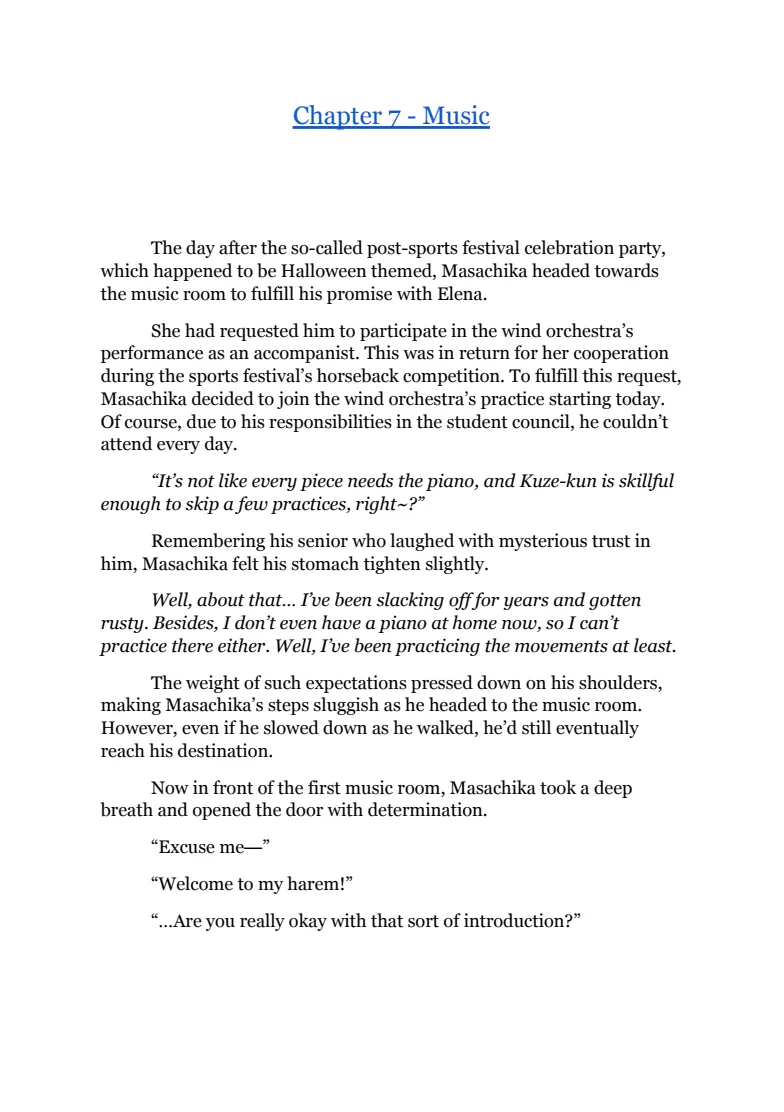 Chapter 7 - Music
The day after the so-called post-sports festival celebration party,
which happened to be Halloween themed, Masachika headed towards
the music room to fulfill his promise with Elena.
She had requested him to participate in the wind orchestra’s
performance as an accompanist. This was in return for her cooperation
during the sports festival’s horseback competition. To fulfill this request,
Masachika decided to join the wind orchestra’s practice starting today.
Of course, due to his responsibilities in the student council, he couldn’t
attend every day.
“It’s not like every piece needs the piano, and Kuze-kun is skillful
enough to skip a few practices, right~?”
Remembering his senior who laughed with mysterious trust in
him, Masachika felt his stomach tighten slightly.
Well, about that... I’ve been slacking off for years and gotten
rusty. Besides, I don’t even have a piano at home now, so I can’t
practice there either. Well, I’ve been practicing the movements at least.
The weight of such expectations pressed down on his shoulders,
making Masachika’s steps sluggish as he headed to the music room.
However, even if he slowed down as he walked, he’d still eventually
reach his destination.
Now in front of the first music room, Masachika took a deep
breath and opened the door with determination.
“Excuse me—”
“Welcome to my harem!”
“...Are you really okay with that sort of introduction?”